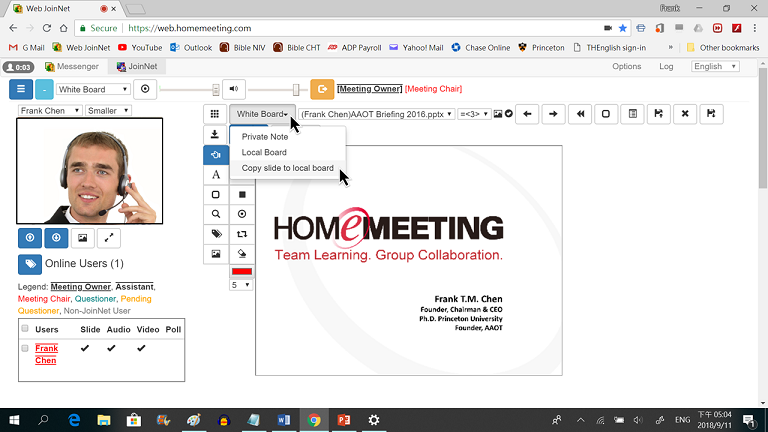 Web JoinNet
Frank
Secure
https://web.homemeeting.com
G Mail
Web JoinNet
YouTube
Outlook
Bible NIV
Bible CHT
ADP Payroll
Yahoo! Mail
Chase Online
Princeton
THEnglish sign-in
»
Other bookmarks
0:03
Messenger
JoinNet
Options
Log
English
White Board
[Meeting Owner] [Meeting Chair]
Frank Chen
Smaller
White Board
(Frank Chen)AAOT Briefing 2016.pptx
=<3>
Private Note
Local Board
Copy slide to local board
A
5
HOMeMEETING
Team Learning. Group Collaboration.
Frank T.M. Chen
Founder, Chairman & CEO
Ph.D. Princeton University
Founder, AAOT
Online Users (1)
Legend: Meeting Owner, Assistant,
Meeting Chair, Questioner, Pending
Questioner, Non-JoinNet User
Users Slide Audio Video Poll
Frank
Chen
ENG
下午 05:04
2018/9/11